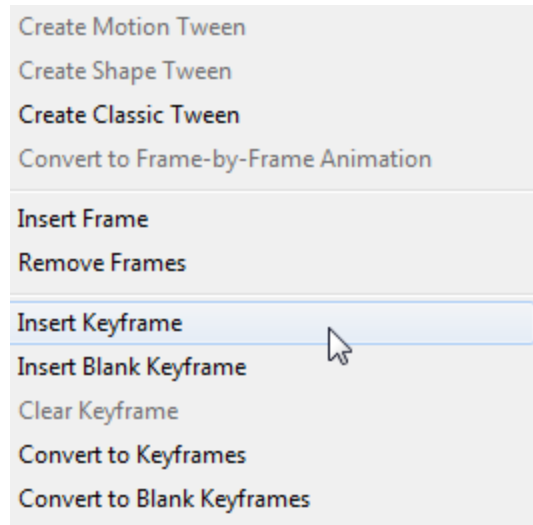 Create Motion Tween
Create Shape Tween
Create Classic Tween
Convert to Frame-by-Frame Animation
Insert Frame
Remove Frames
Insert Keyframe
Insert Blank Keyframe
Clear Keyframe
Convert to Keyframes
Convert to Blank Keyframes